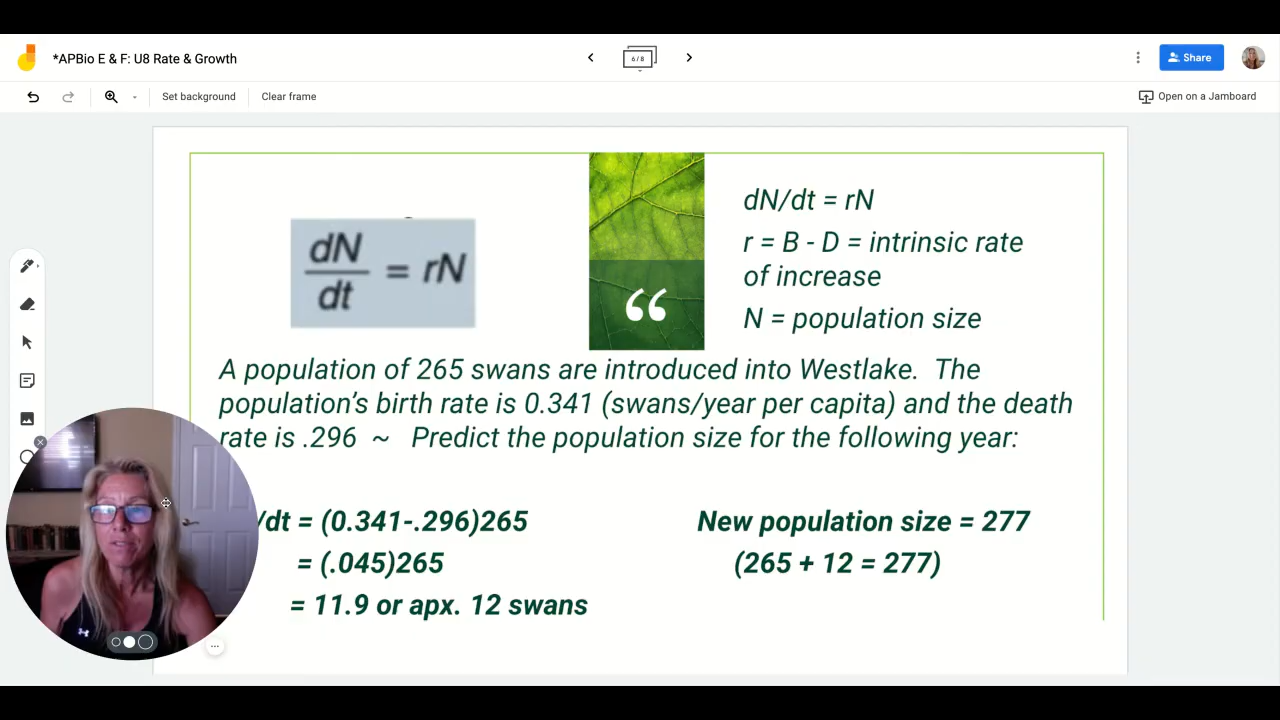 *APBio E & F: U8 Rate & Growth
6 / 8
Share
Set background
Clear frame
Open on a Jamboard
dN
dt
= rN
“
dN/dt = rN
r = B - D = intrinsic rate
of increase
N = population size
A population of 265 swans are introduced into Westlake. The
population’s birth rate is 0.341 (swans/year per capita) and the death
rate is .296 ~ Predict the population size for the following year:
/dt = (0.341-.296)265
= (.045)265
= 11.9 or apx. 12 swans
New population size = 277
(265 + 12 = 277)